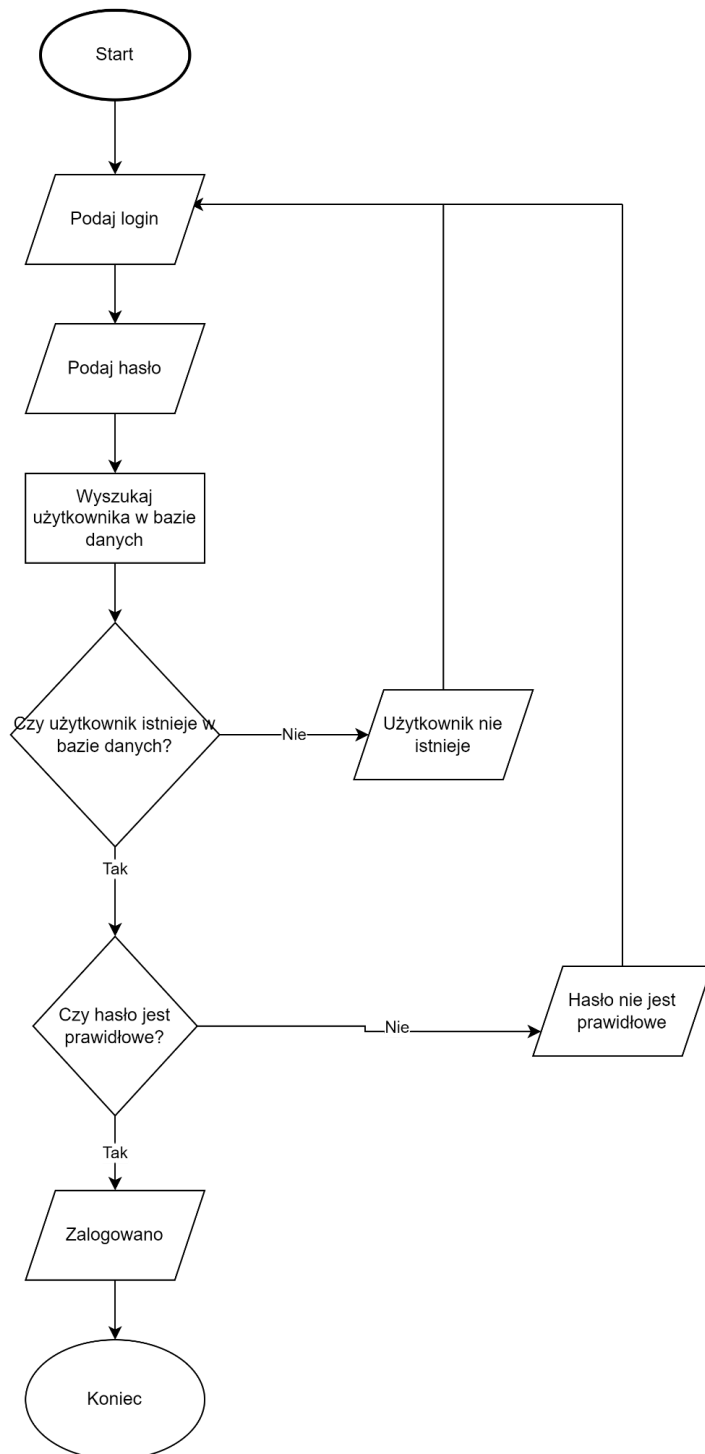 Start
Podaj login
Podaj hasło
Wyszukaj
użytkownika w bazie
danych
Czy użytkownik istnieje w
bazie danych?
Nie
Użytkownik nie
istnieje
Tak
Czy hasło jest
prawidłowe?
Nie
Hasło nie jest
prawidłowe
Tak
Zalogowano
Koniec